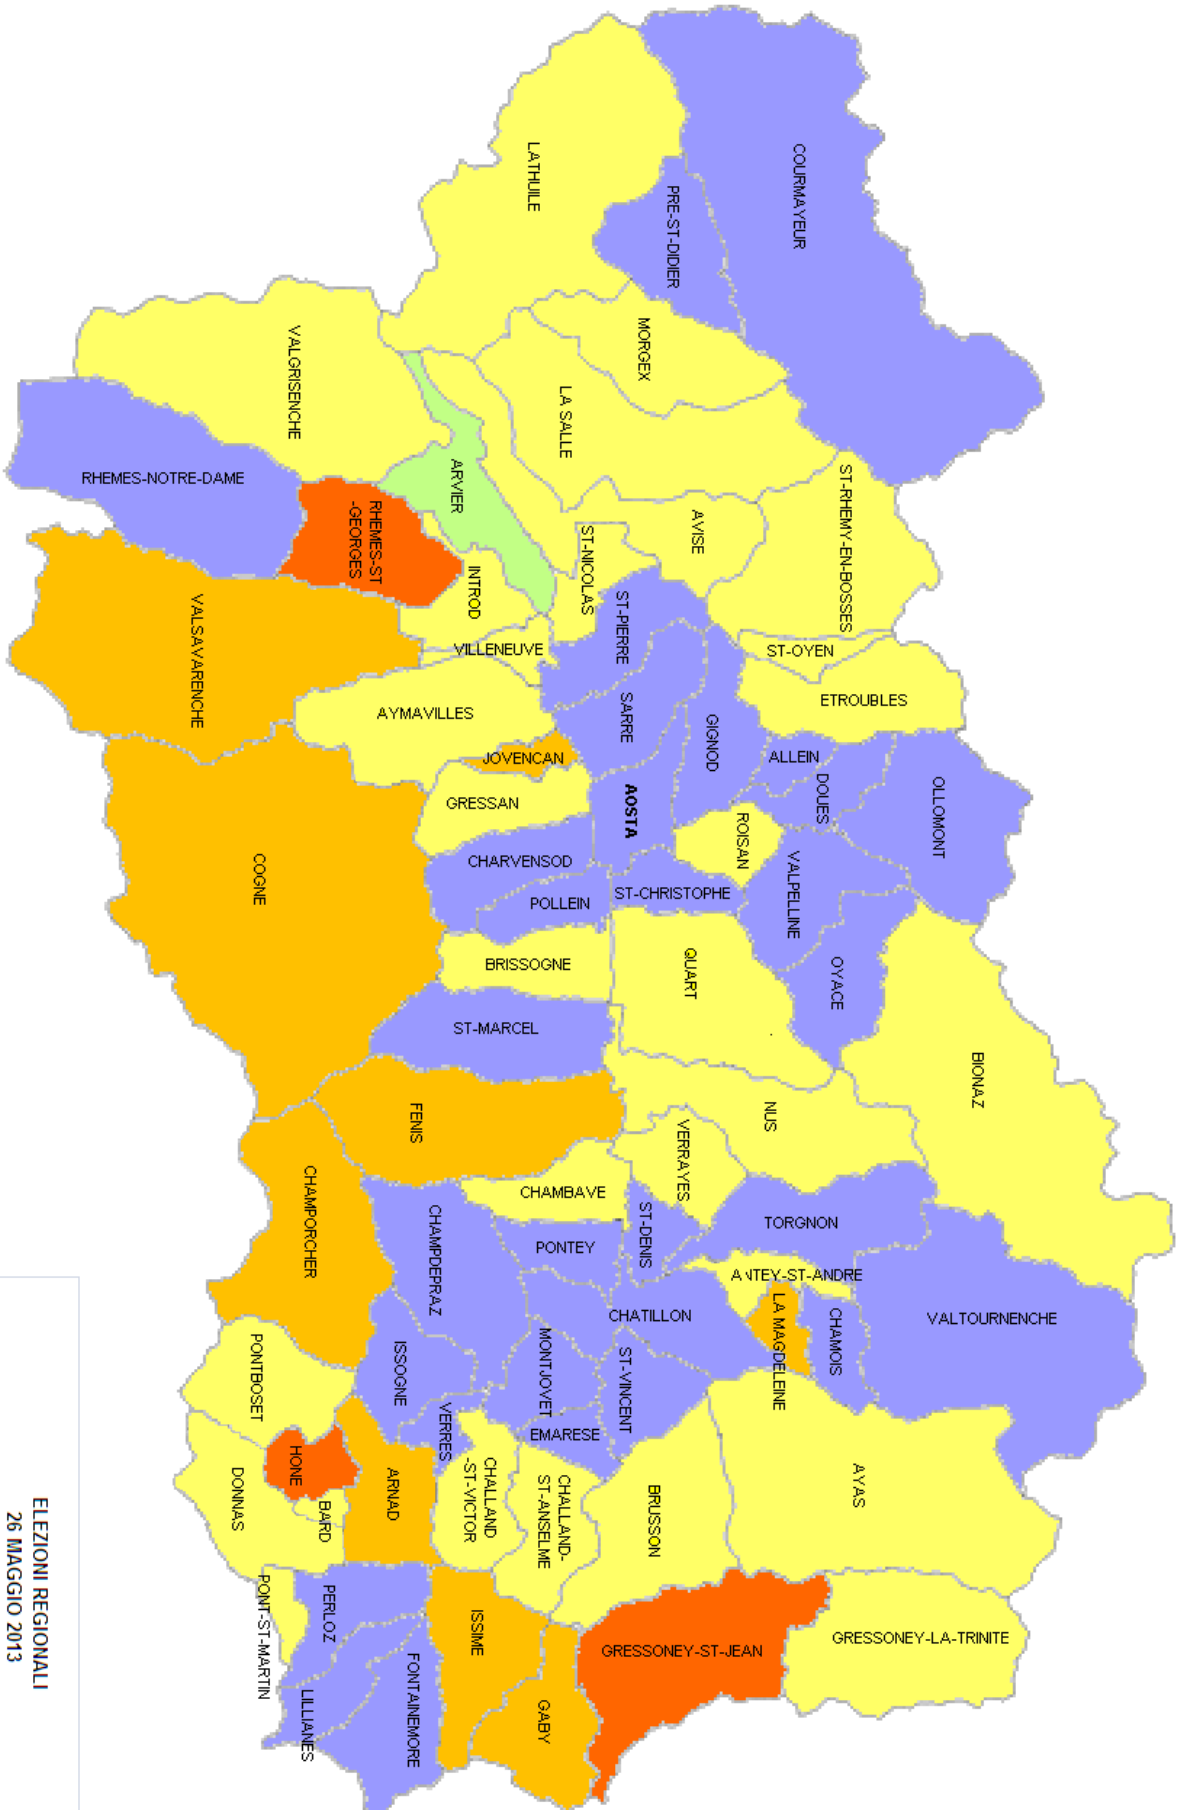 COURMAYEUR
PRE-ST-DIDIER
LATHUILE
MORGEX
LA SALLE
VALGRISENCHE
ARVIER
AVISE
ST-RHEMY-EN-BOSSES
RHEMES-NOTRE-DAME
RHEMES-ST
-GEORGES
INTROD
ST-NICOLAS
ST-PIERRE
ST-OYEN
ETROUBLES
VILLENEUVE
VALSAVARENCHE
AYMAVILLES
SARRE
GIGNOD
ALLEIN
DOUES
OLLOMONT
JOVENCAN
AOSTA
GRESSAN
ROISAN
VALPELLINE
COGNE
CHARVENSOD
POLLEIN
ST-CHRISTOPHE
OYACE
BRISSOGNE
QUART
ST-MARCEL
BIONAZ
FENIS
NUS
VERRAYES
CHAMBAVE
ST-DENIS
TORGNON
CHAMPORCHER
CHAMPDEPRAZ
PONTEY
ANTEY-ST-ANDRE
CHATILLON
LA MAGDELEINE
CHAMOIS
VALTOURNENCHE
ISSOGNE
MONTJOVET
ST-VINCENT
PONTBOSET
VERRES
EMARESE
HONE
ARNAD
CHALLAND
-ST-VICTOR
CHALLAND-
ST-ANSELME
BRUSSON
AYAS
DONNAS
BARD
PONT-ST-MARTIN
PERLOZ
ISSIME
GRESSONEY-ST-JEAN
GRESSONEY-LA-TRINITE
LILLIANES
FONTAINEMORE
GABY
ELEZIONI REGIONALI
26 MAGGIO 2013